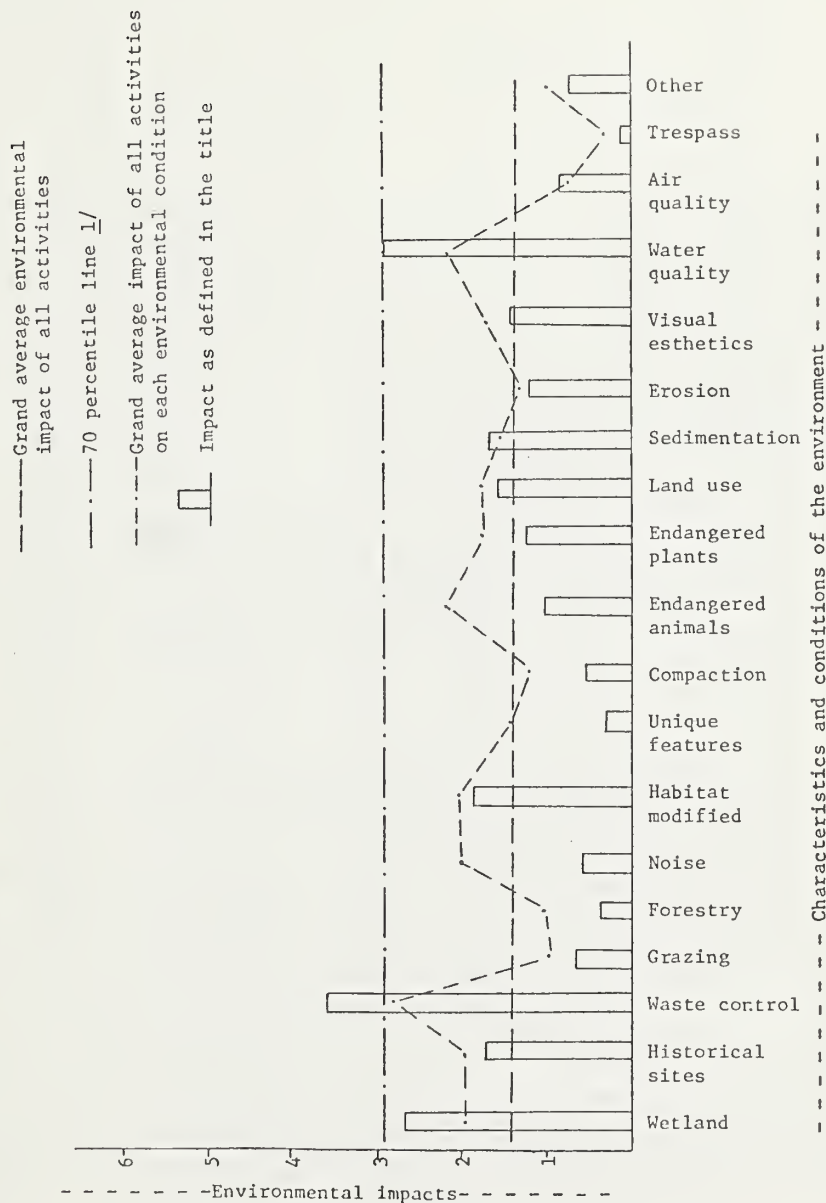 Grand average environmental
impact of all activities
70 percentile line 1/
Grand average impact of all activities
on each environmental condition
Impact as defined in the title
Other
Trespass
Air
quality
Water
quality
Visual
esthetics
Erosion
Sedimentation
Land use
Endangered
plants
Endangered
animals
Compaction
Unique
features
Habitat
modified
Noise
Forestry
Grazing
Waste control
Historical
sites
Wetland
6
5
4
3
2
1
- - - - - - -Environmental impacts- - - - - - -
- - - - - - - - - - - Characteristics and conditions of the environment - - - - - - - - - - -